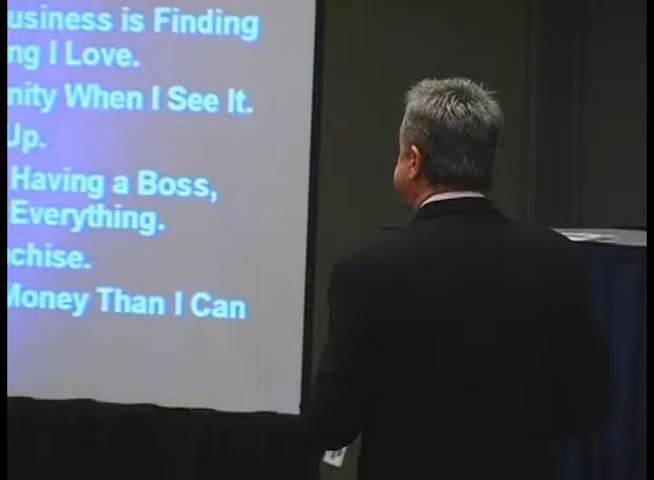 usiness is Finding
ng I Love.
nity When I See It.
Up.
Having a Boss,
Everything.
chise.
Money Than I Can